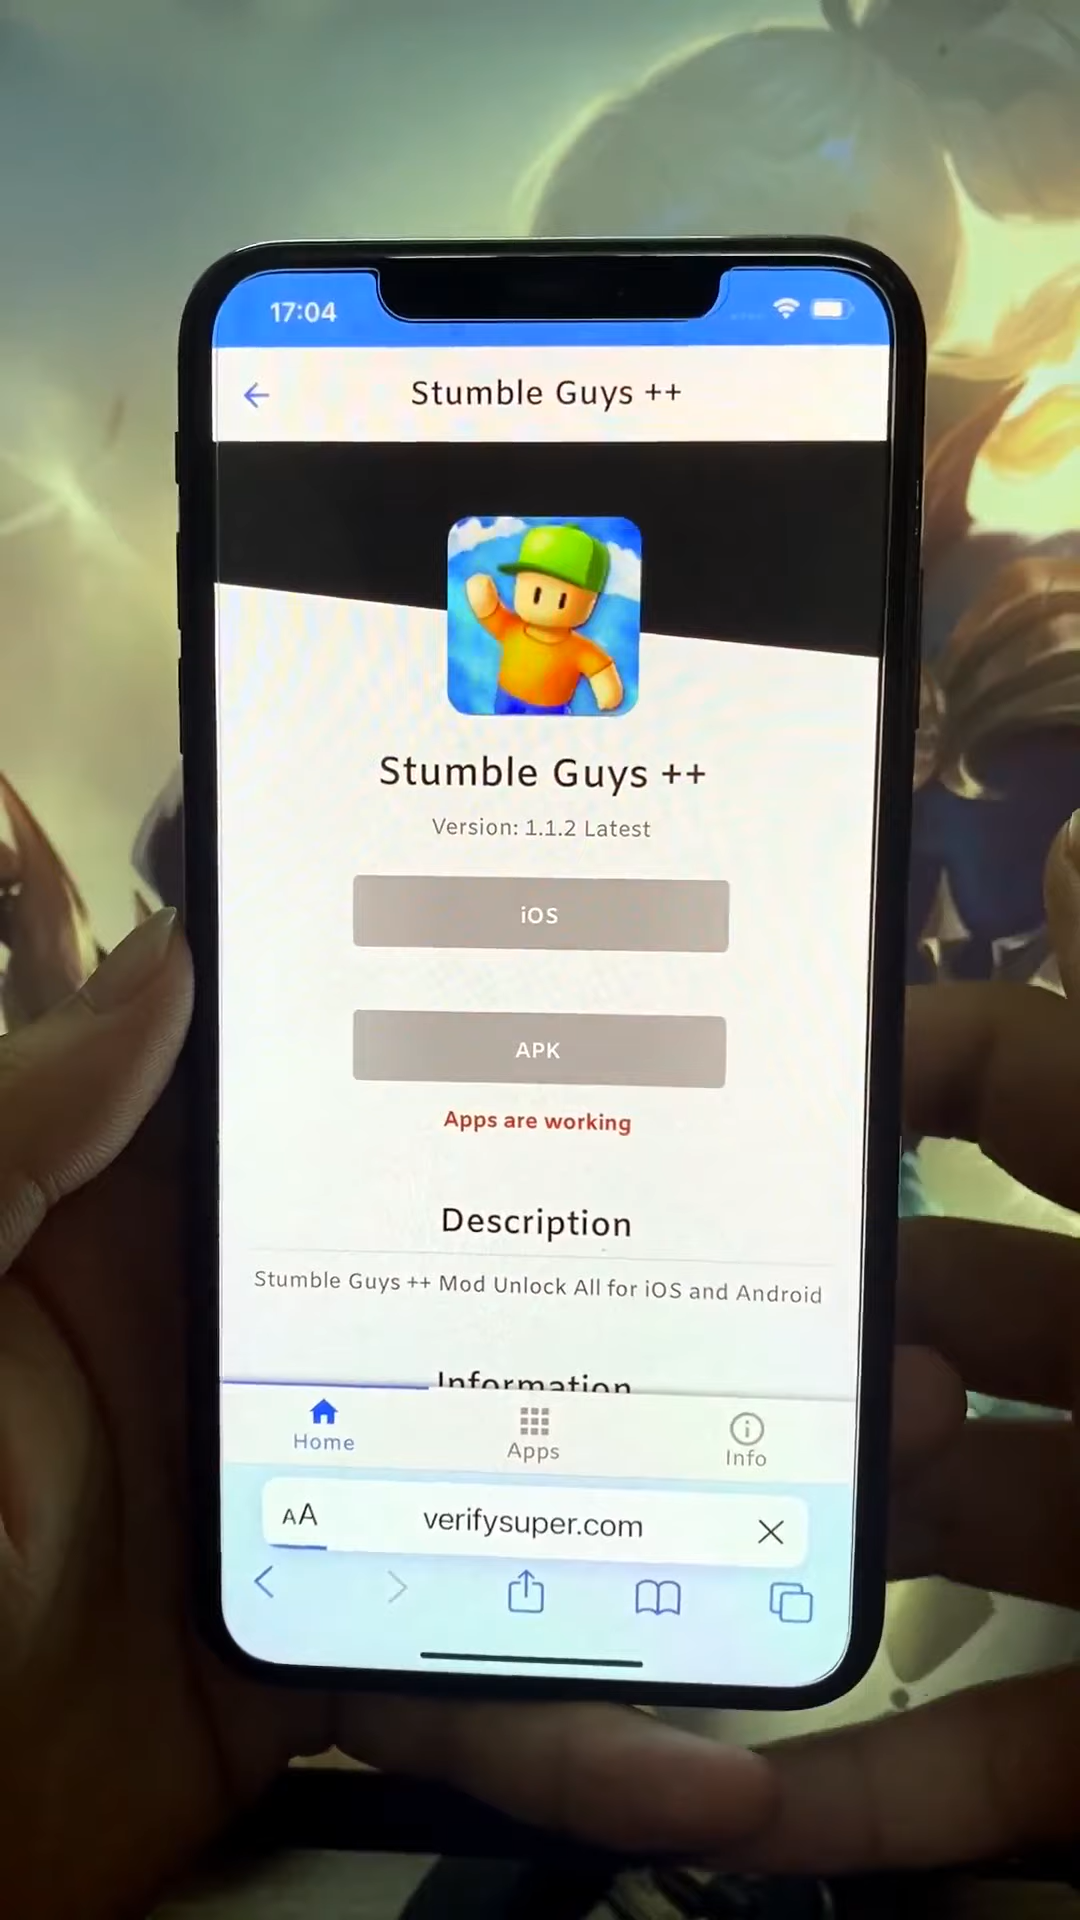 17:04
Stumble Guys ++
Stumble Guys ++
Version: 1.1.2 Latest
iOS
APK
Apps are working
Description
Stumble Guys ++ Mod Unlock All for iOS and Android
Information
Home
Apps
Info
AA
verifysuper.com